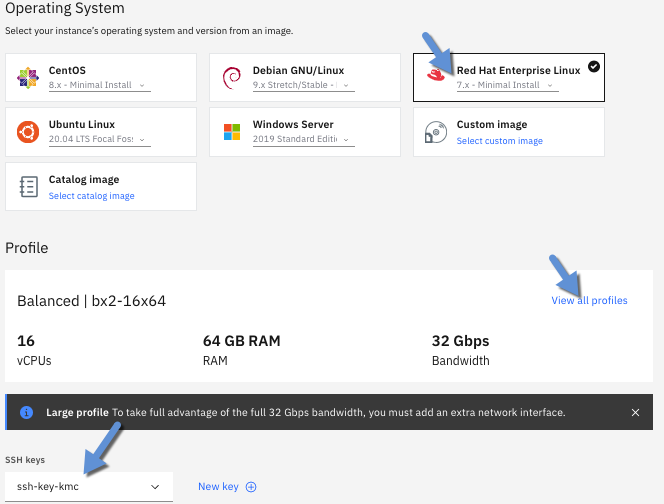 Operating System
Select your instance's operating system and version from an image.
CentOS
8.x - Minimal Install
Debian GNU/Linux
9.x Stretch/Stable -
Red Hat Enterprise Linux
7.x - Minimal Install
Ubuntu Linux
20.04 LTS Focal Foss
Windows Server
2019 Standard Editi
Custom image
Select custom image
Catalog image
Select catalog image
Profile
Balanced | bx2-16x64
View all profiles
16
vCPUs
64 GB RAM
RAM
32 Gbps
Bandwidth
Large profile To take full advantage of the full 32 Gbps bandwidth, you must add an extra network interface.
SSH keys
ssh-key-kmc
New key